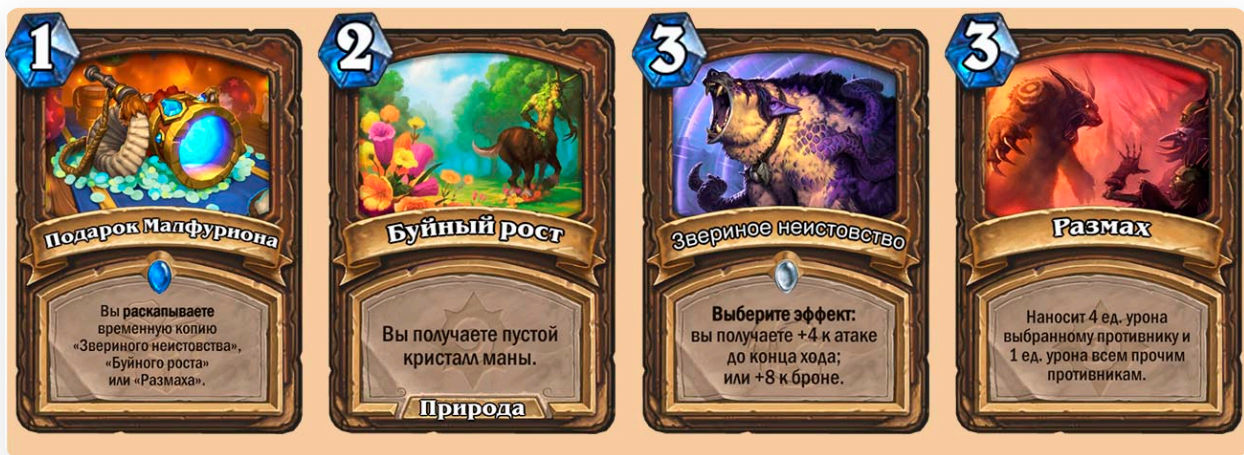 1
Подарок Малфуриона
Вы раскапываете
временную копию
«Звериного неистовства»,
«Буйного роста»
или «Размаха».
2
Буйный рост
Вы получаете пустой
кристалл маны.
Природа
3
Звериное неистовство
Выберите эффект:
вы получаете +4 к атаке
до конца хода;
или +8 к броне.
3
Размах
Наносит 4 ед. урона
выбранному противнику и
1 ед. урона всем прочим
противникам.